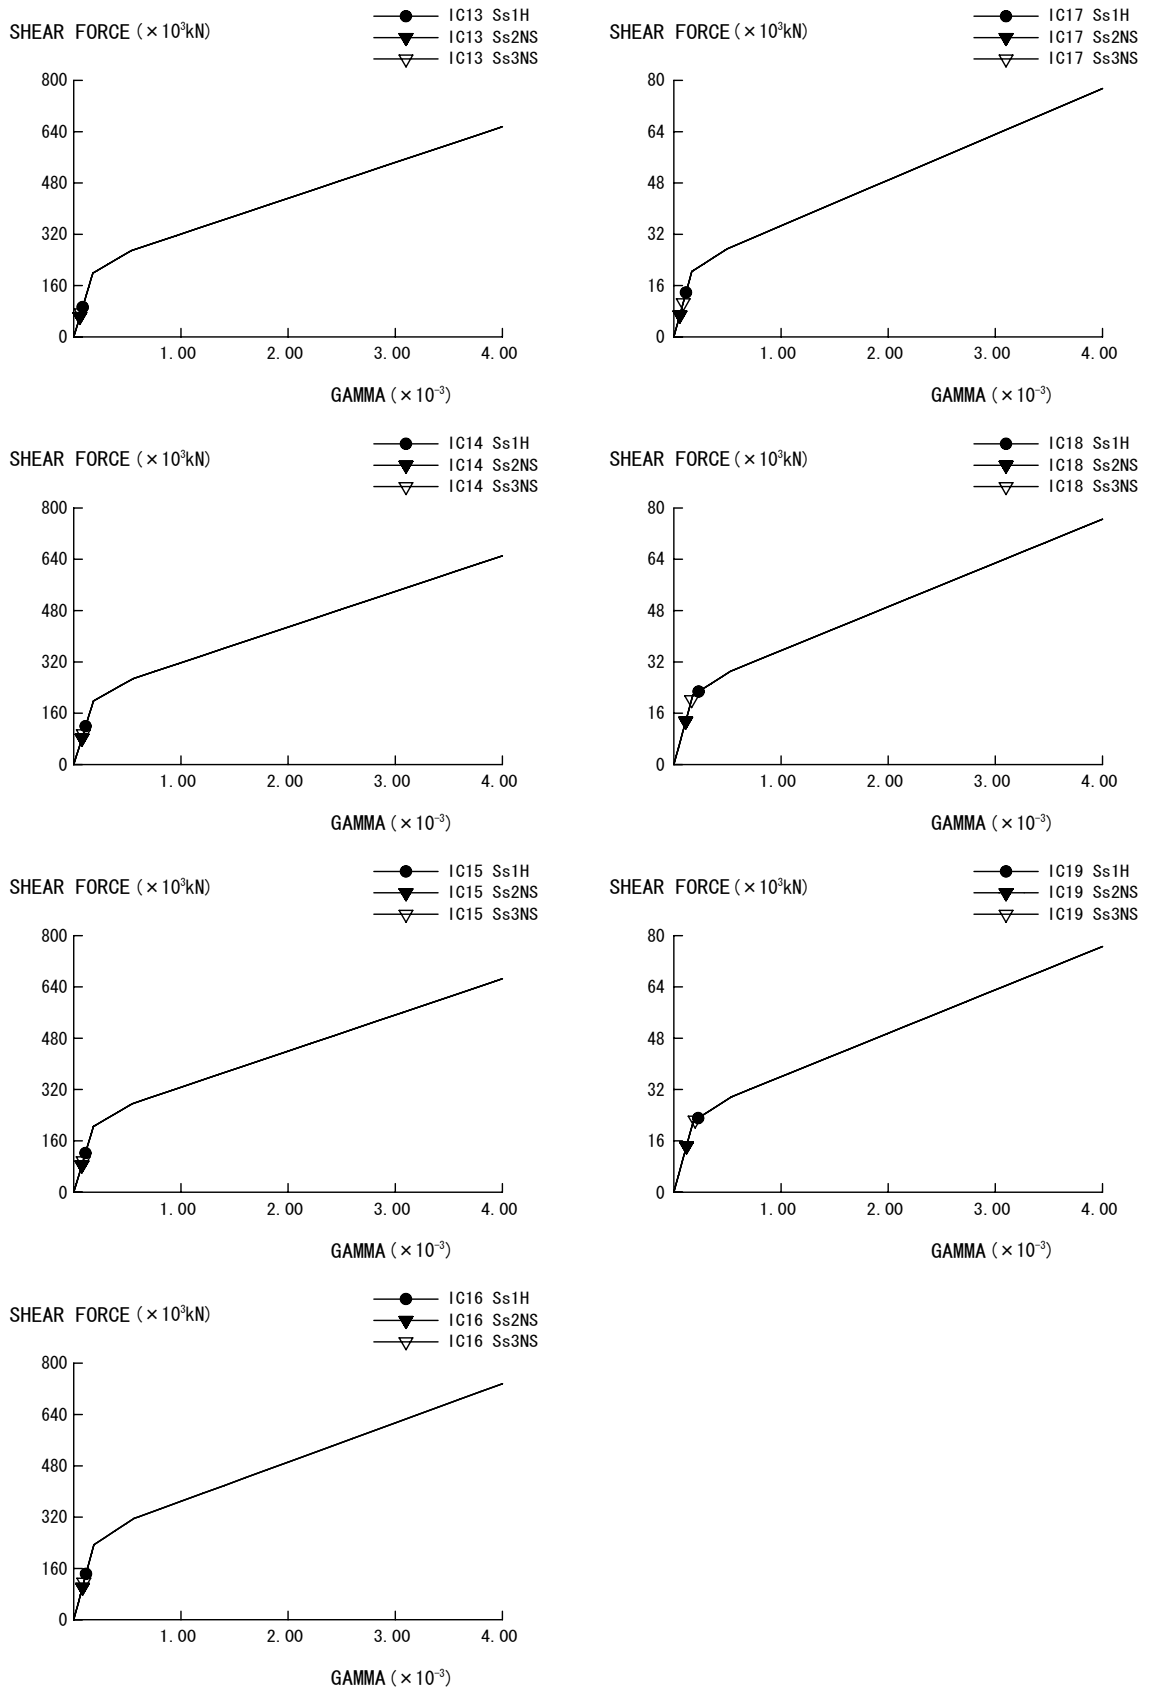 SHEAR FORCE(×10³kN)
IC13 Ss1H
IC13 Ss2NS
IC13 Ss3NS
800
640
480
320
160
0
1.00 2.00 3.00 4.00
GAMMA(×10⁻³)
SHEAR FORCE(×10³kN)
IC17 Ss1H
IC17 Ss2NS
IC17 Ss3NS
80
64
48
32
16
0
1.00 2.00 3.00 4.00
GAMMA(×10⁻³)
SHEAR FORCE(×10³kN)
IC14 Ss1H
IC14 Ss2NS
IC14 Ss3NS
800
640
480
320
160
0
1.00 2.00 3.00 4.00
GAMMA(×10⁻³)
SHEAR FORCE(×10³kN)
IC18 Ss1H
IC18 Ss2NS
IC18 Ss3NS
80
64
48
32
16
0
1.00 2.00 3.00 4.00
GAMMA(×10⁻³)
SHEAR FORCE(×10³kN)
IC15 Ss1H
IC15 Ss2NS
IC15 Ss3NS
800
640
480
320
160
0
1.00 2.00 3.00 4.00
GAMMA(×10⁻³)
SHEAR FORCE(×10³kN)
IC19 Ss1H
IC19 Ss2NS
IC19 Ss3NS
80
64
48
32
16
0
1.00 2.00 3.00 4.00
GAMMA(×10⁻³)
SHEAR FORCE(×10³kN)
IC16 Ss1H
IC16 Ss2NS
IC16 Ss3NS
800
640
480
320
160
0
1.00 2.00 3.00 4.00
GAMMA(×10⁻³)